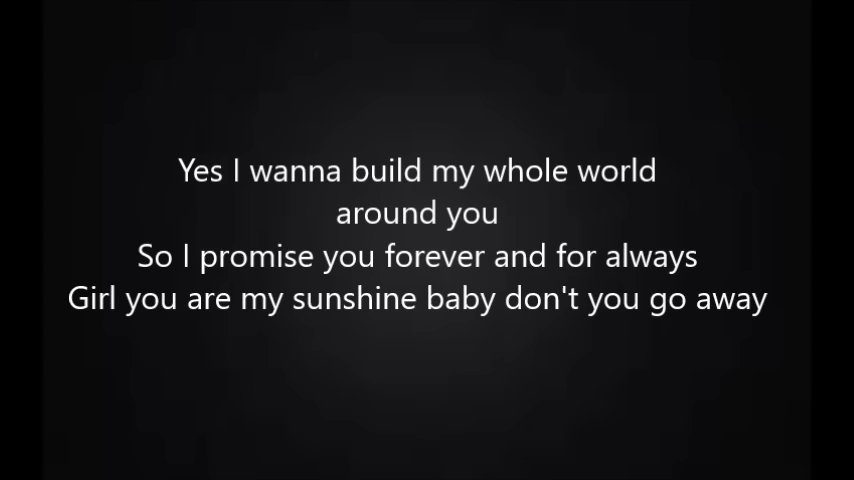 Yes I wanna build my whole world
around you
So I promise you forever and for always
Girl you are my sunshine baby don't you go away